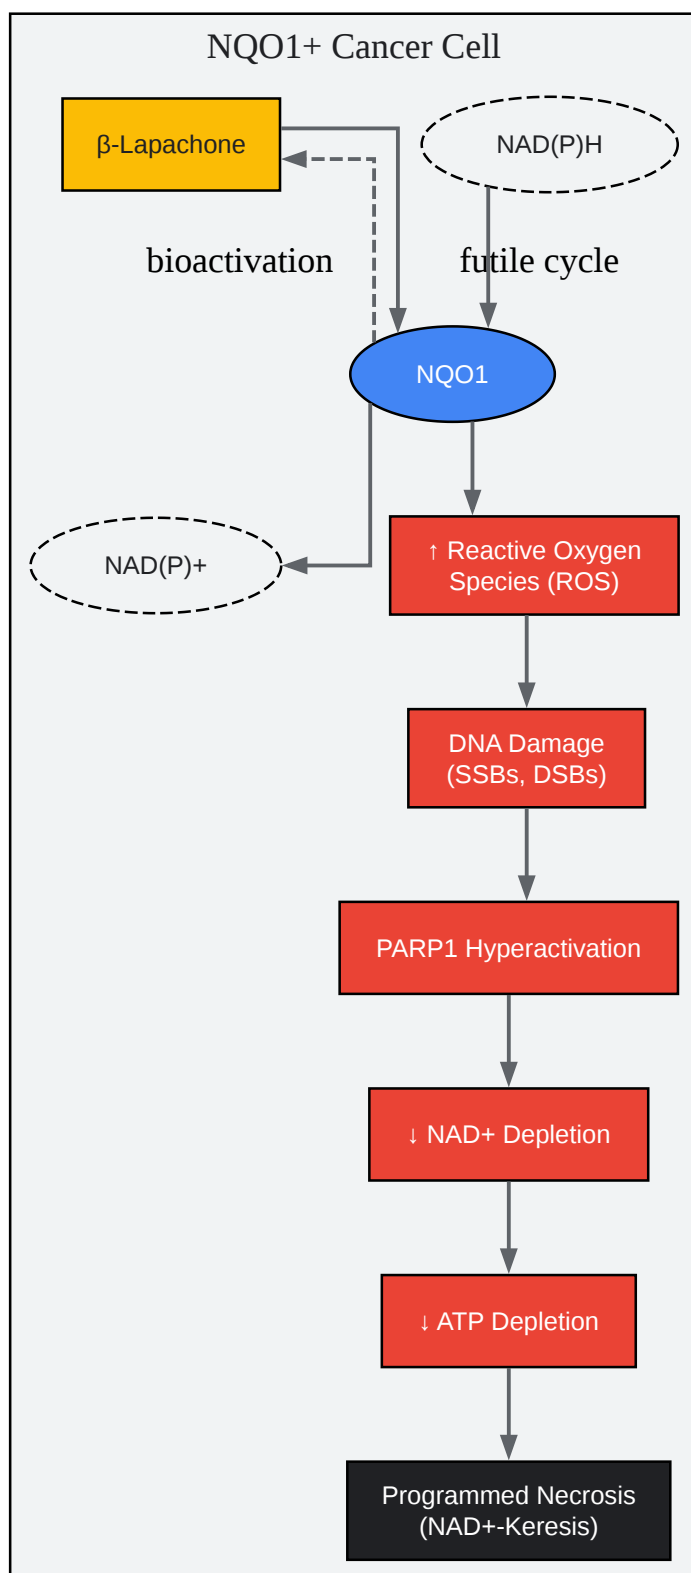 NQO1+ Cancer Cell
β-Lapachone
NAD(P)H
bioactivation
futile cycle
NQO1
NAD(P)+
↑ Reactive Oxygen
Species (ROS)
DNA Damage
(SSBs, DSBs)
PARP1 Hyperactivation
↓ NAD+ Depletion
↓ ATP Depletion
Programmed Necrosis
(NAD+-Keresis)